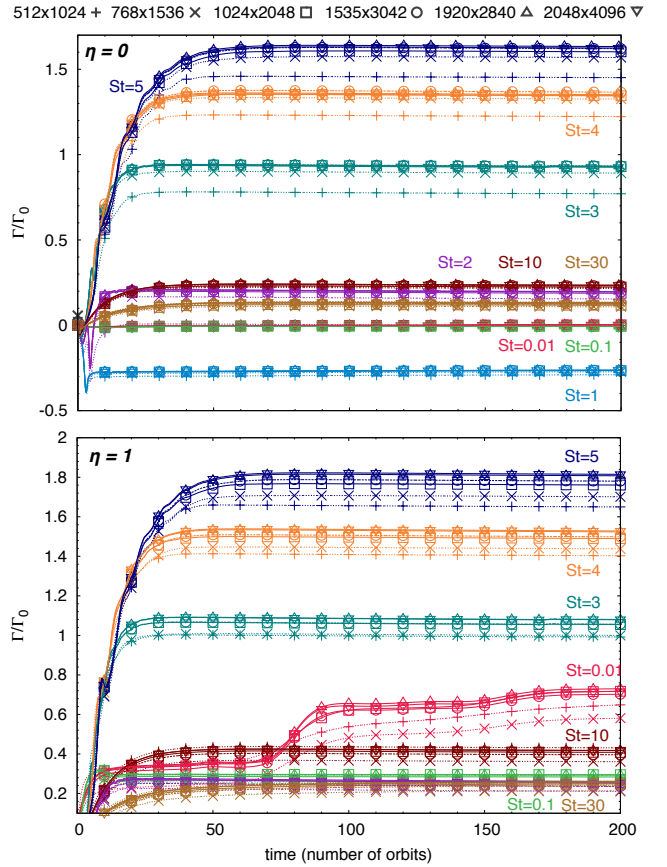 512x1024 + 768x1536 × 1024x2048 □ 1535x3042 ○ 1920x2840 △ 2048x4096 ▽
η = 0
1.5
St=5
St=4
1
St=3
Γ/Γ0
0.5
St=2 St=10 St=30
0
St=0.01 St=0.1
St=1
-0.5
2
η = 1
St=5
1.8
1.6
St=4
1.4
1.2
St=3
Γ/Γ0
1
0.8
St=0.01
0.6
St=10
0.4
0.2
St=0.1 St=30
0 50 100 150 200
time (number of orbits)